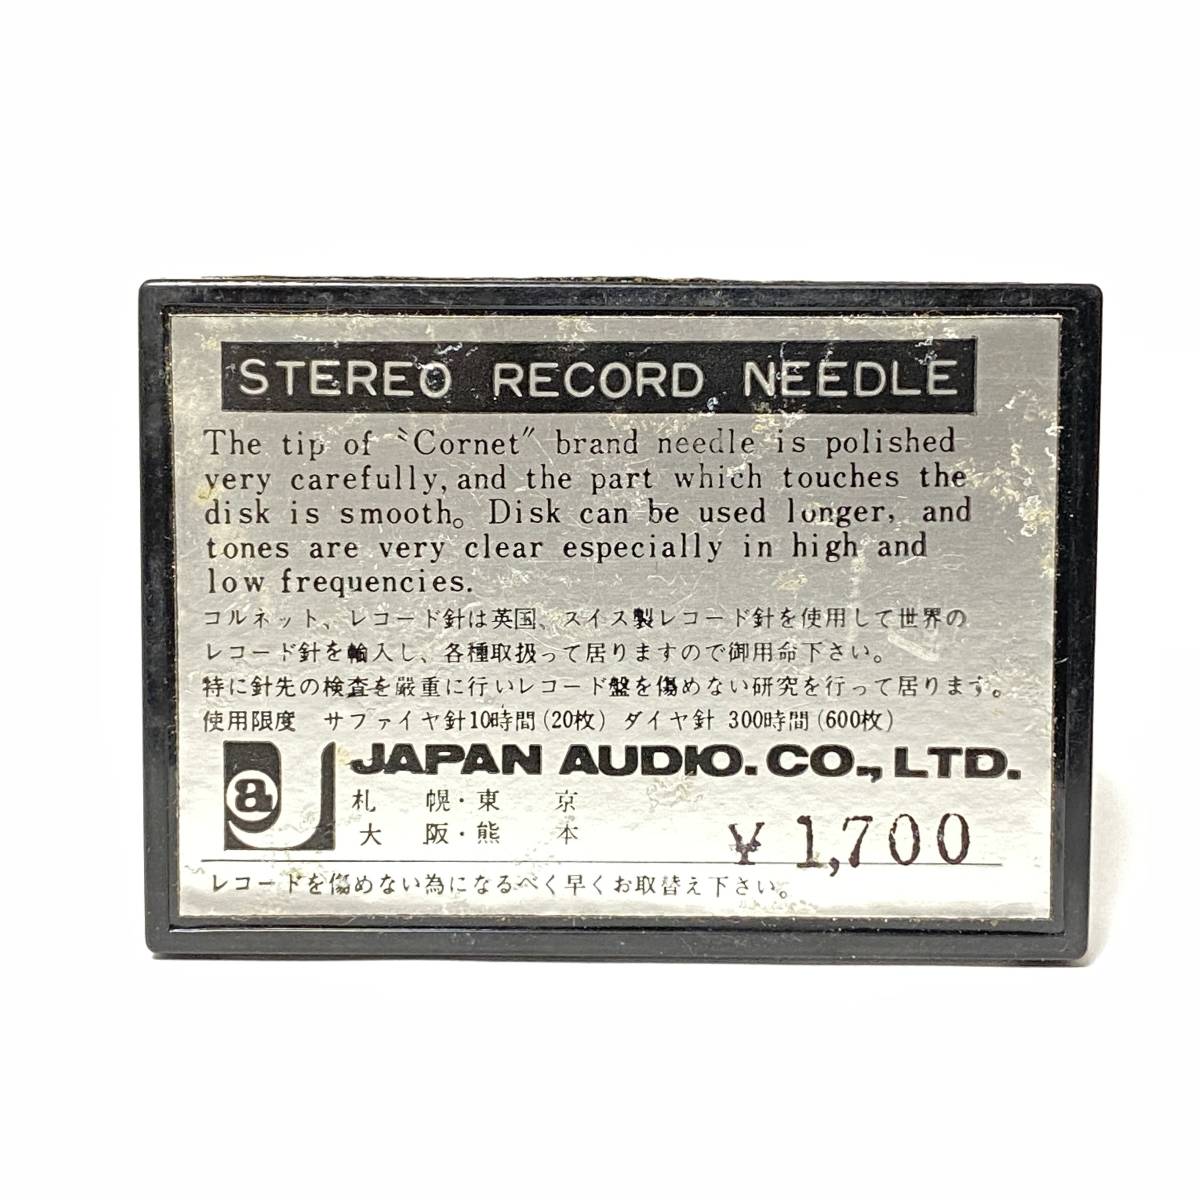 STEREO RECORD NEEDLE
The tip of "Cornet" brand needle is polished
very carefully, and the part which touches the
disk is smooth。 Disk can be used longer, and
tones are very clear especially in high and
low frequencies.
コルネット、レコード針は英国、スイス製レコード針を使用して世界の
レコード針を輸入し、各種取扱って居りますので御用命下さい。
特に針先の検査を厳重に行いレコード盤を傷めない研究を行って居ります。
使用限度 サファイヤ針10時間(20枚) ダイヤ針 300時間(600枚)
a JAPAN AUDIO. CO., LTD.
札幌・東京
大阪・熊本
¥1,700
レコードを傷めない為になるべく早くお取替え下さい。